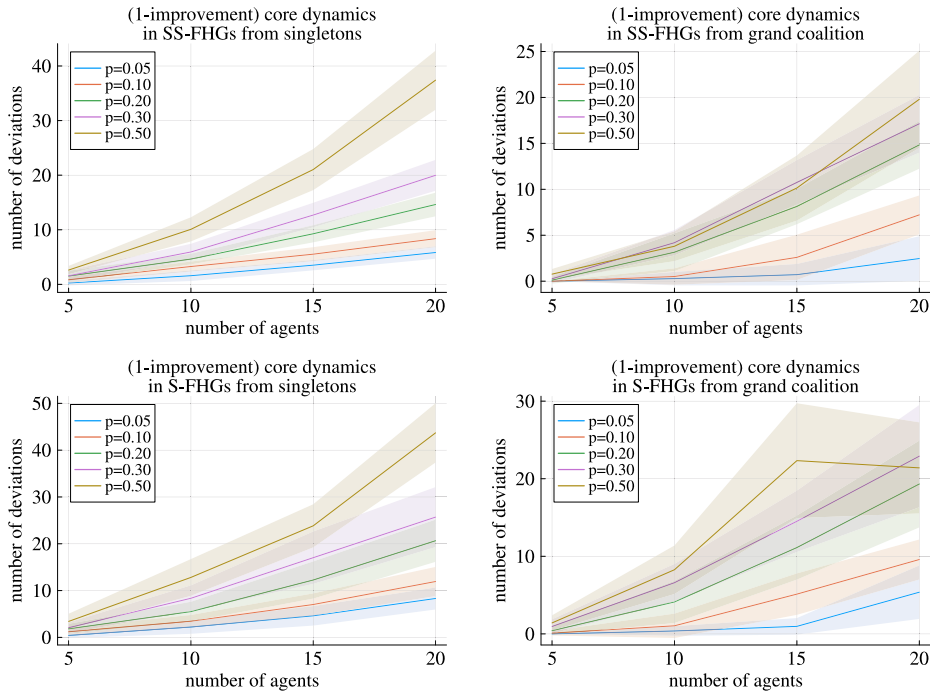 (1-improvement) core dynamics
in SS-FHGs from singletons
number of deviations
40
30
20
10
0
p=0.05
p=0.10
p=0.20
p=0.30
p=0.50
5
10
15
20
number of agents
(1-improvement) core dynamics
in SS-FHGs from grand coalition
number of deviations
25
20
15
10
5
0
p=0.05
p=0.10
p=0.20
p=0.30
p=0.50
5
10
15
20
number of agents
(1-improvement) core dynamics
in S-FHGs from singletons
number of deviations
50
40
30
20
10
0
p=0.05
p=0.10
p=0.20
p=0.30
p=0.50
5
10
15
20
number of agents
(1-improvement) core dynamics
in S-FHGs from grand coalition
number of deviations
30
20
10
0
p=0.05
p=0.10
p=0.20
p=0.30
p=0.50
5
10
15
20
number of agents